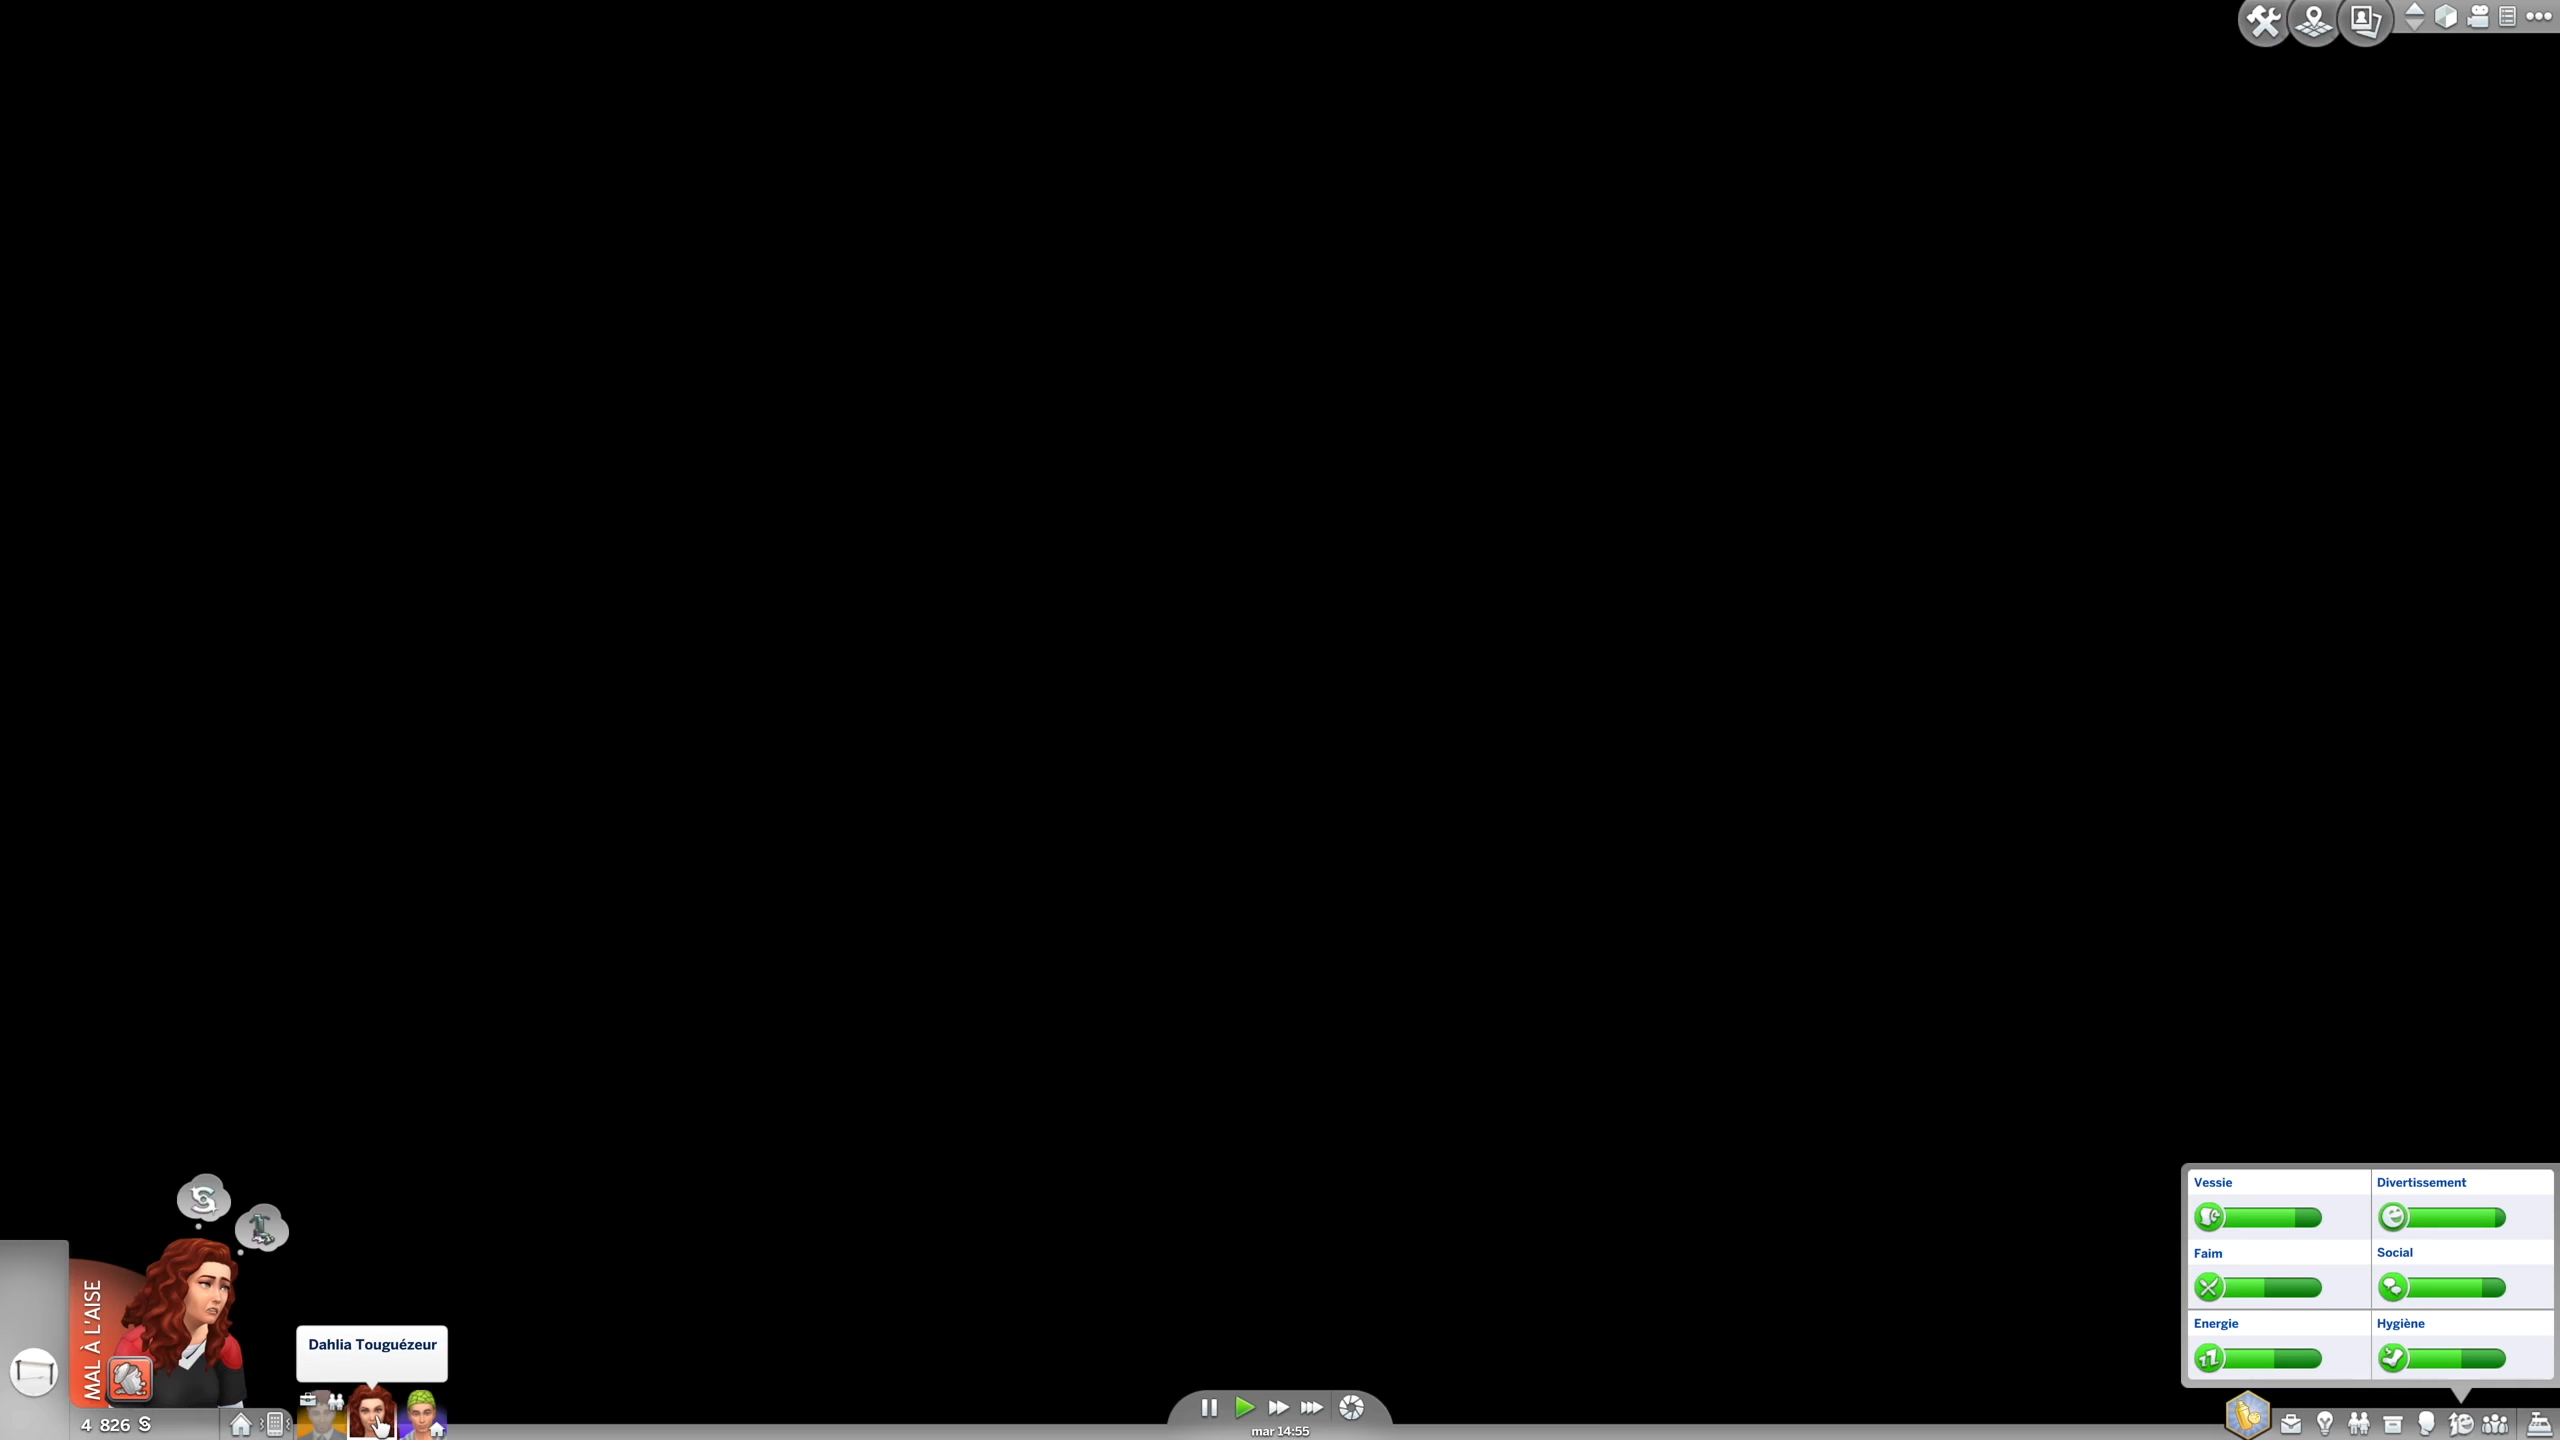 Vessie
Divertissement
Faim
Social
Energie
Hygiène
MAL À L'AISE
Dahlia Touguézeur
4 826
mar 14:55